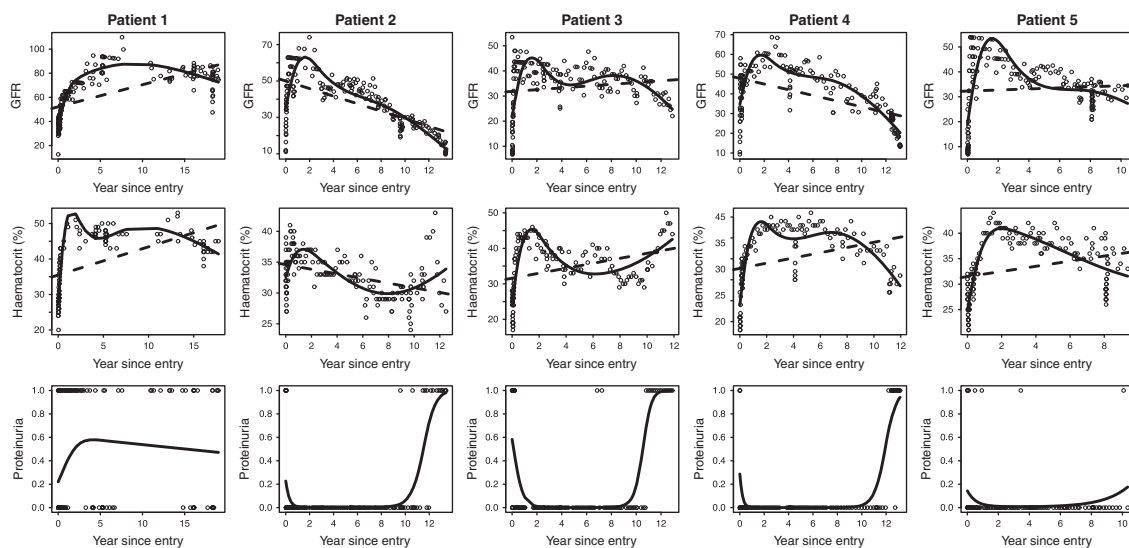 Patient 1
Patient 2
Patient 3
Patient 4
Patient 5
GFR
100
80
60
40
20
0 5 10 15
Year since entry
GFR
70
50
30
10
0 2 4 6 8 10 12
Year since entry
GFR
50
40
30
20
10
0 2 4 6 8 10 12
Year since entry
GFR
70
60
50
40
30
20
10
0 2 4 6 8 10 12
Year since entry
GFR
50
40
30
20
10
0 2 4 6 8 10
Year since entry
Haematocrit (%)
50
40
30
20
0 5 10 15
Year since entry
Haematocrit (%)
40
35
30
25
0 2 4 6 8 10 12
Year since entry
Haematocrit (%)
50
40
30
20
0 2 4 6 8 10 12
Year since entry
Haematocrit (%)
45
35
30
25
20
0 2 4 6 8 10 12
Year since entry
Haematocrit (%)
45
40
35
30
25
20
0 2 4 6 8
Year since entry
Proteinuria
1.0
0.8
0.6
0.4
0.2
0.0
0 5 10 15
Year since entry
Proteinuria
1.0
0.8
0.6
0.4
0.2
0.0
0 2 4 6 8 10 12
Year since entry
Proteinuria
1.0
0.8
0.6
0.4
0.2
0.0
0 2 4 6 8 10 12
Year since entry
Proteinuria
1.0
0.8
0.6
0.4
0.2
0.0
0 2 4 6 8 10 12
Year since entry
Proteinuria
1.0
0.8
0.6
0.4
0.2
0.0
0 2 4 6 8 10
Year since entry